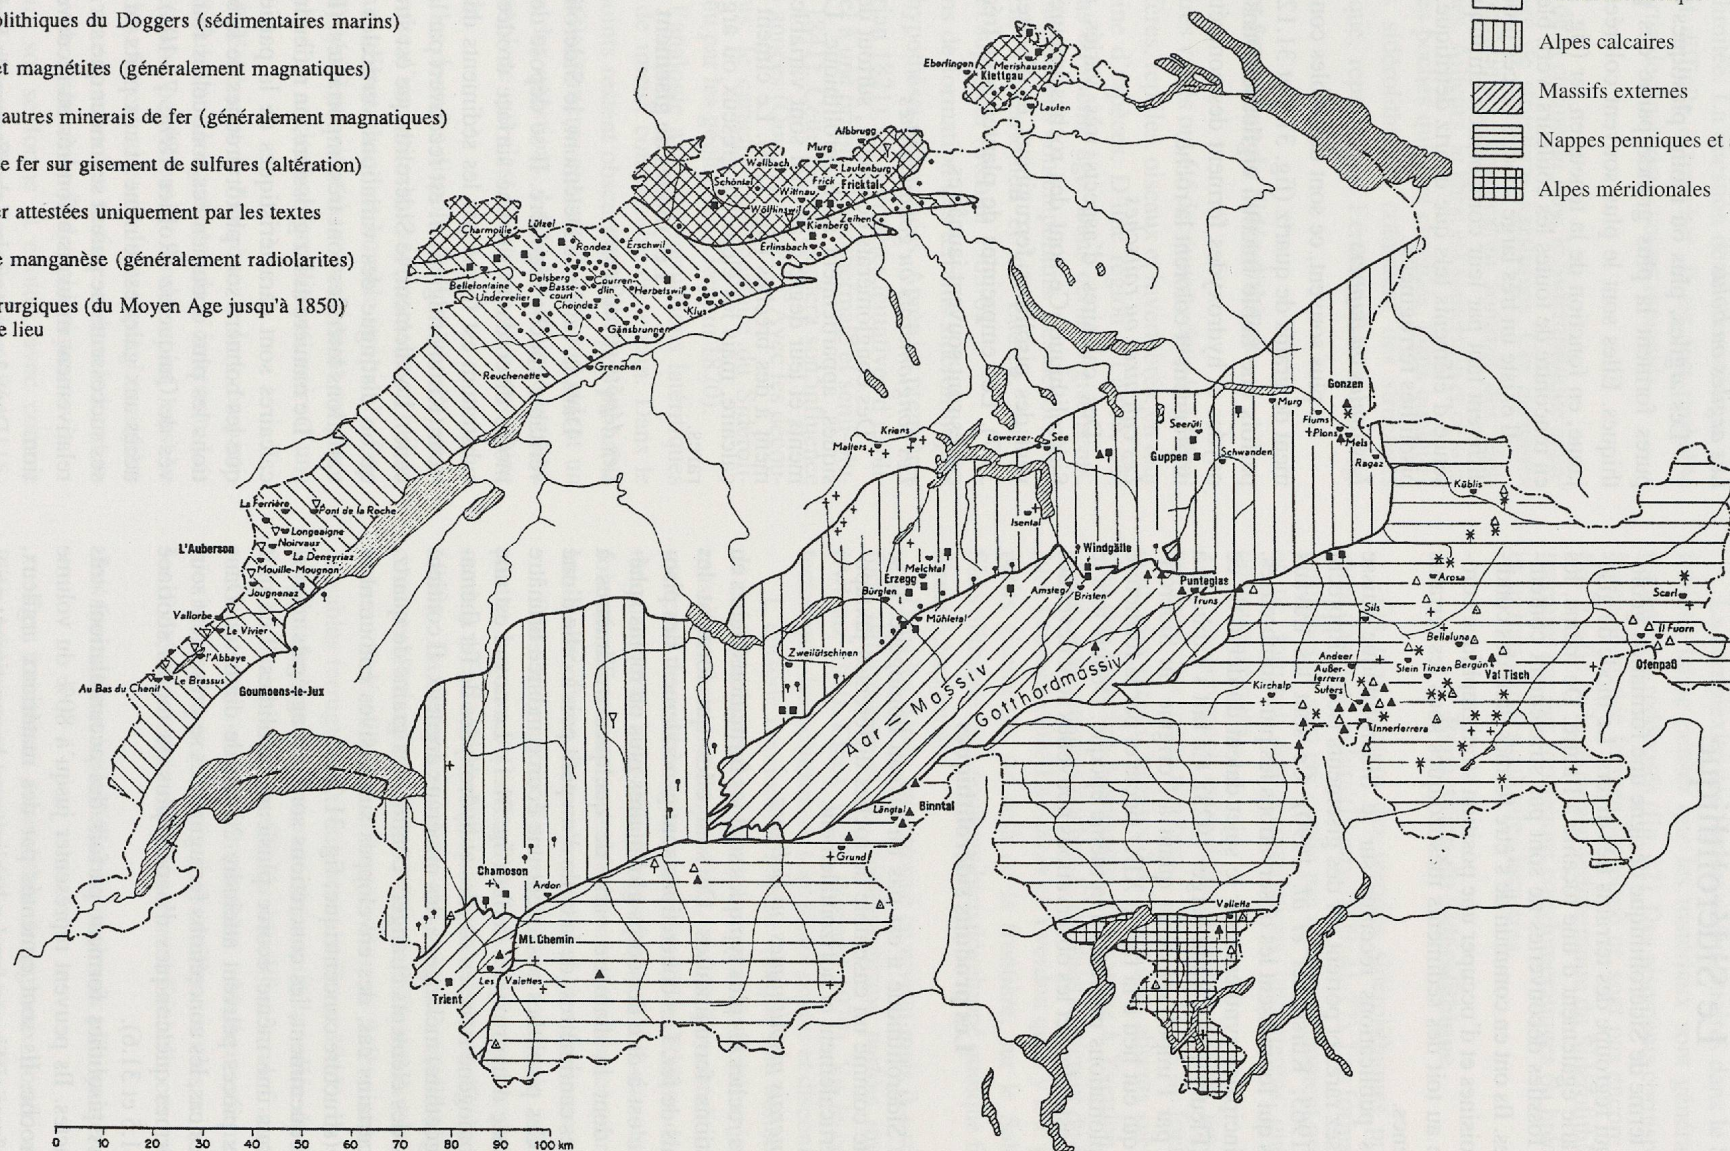 olithiques du Doggers (sédimentaires marins)
et magnétites (généralement magnatiques)
autres minerais de fer (généralement magnatiques)
e fer sur gisement de sulfures (altération)
r attestées uniquement par les textes
e manganèse (généralement radiolarites)
rurgiques (du Moyen Age jusqu'à 1850)
e lieu
Alpes calcaires
Massifs externes
Nappes penniques et
Alpes méridionales
Eberfingen
Merishausen
Klettgau
Laufen
Albbrugg
Murg
Wallbach
Laufenburg
Schöntal
Frick
Fricktal
Wittnau
Wölflinswil
Zeihen
Kienberg
Erlinsbach
Charmoille
Lützel
Rondez
Erschwil
Delsberg
Bellefontaine
Basse-
court
Courren-
dlin
Herbetswil
Undervelier
Choindez
Klus
Gänsbrunnen
Reuchenette
Grenchen
Gonzen
Murg
Flums
Plons
Mels
Ragaz
Seerüti
Guppen
Schwanden
Kriens
Malters
Lowerzer-
See
Küblis
La Ferrière
Pont de la Roche
Longeaigne
Noirvaux
L'Auberson
La Deneyriaz
Mouille-Mougnon
Jougnenaz
Isental
Windgälle
Melchtal
Erzegg
Bürglen
Amsteg
Bristen
Punteglas
Truns
Arosa
Scarl
Vallorbe
Le Vivier
Mühletal
Sils
l'Abbaye
Le Brassus
Au Bas du Chenit
Goumoens-le-Jux
Zweilütschinen
Bellaluna
Il Fuorn
Ofenpaß
Andeer
Außer-
ferrera
Stein
Tinzen
Bergün
Val Tisch
Kirchalp
Sufers
Innerferrera
Aar-Massiv
Gotthardmassiv
Längtal
Binntal
Grund
Chamoson
Ardon
Valletta
Mt. Chemin
Les Valettes
Trient
0 10 20 30 40 50 60 70 80 90 100 km